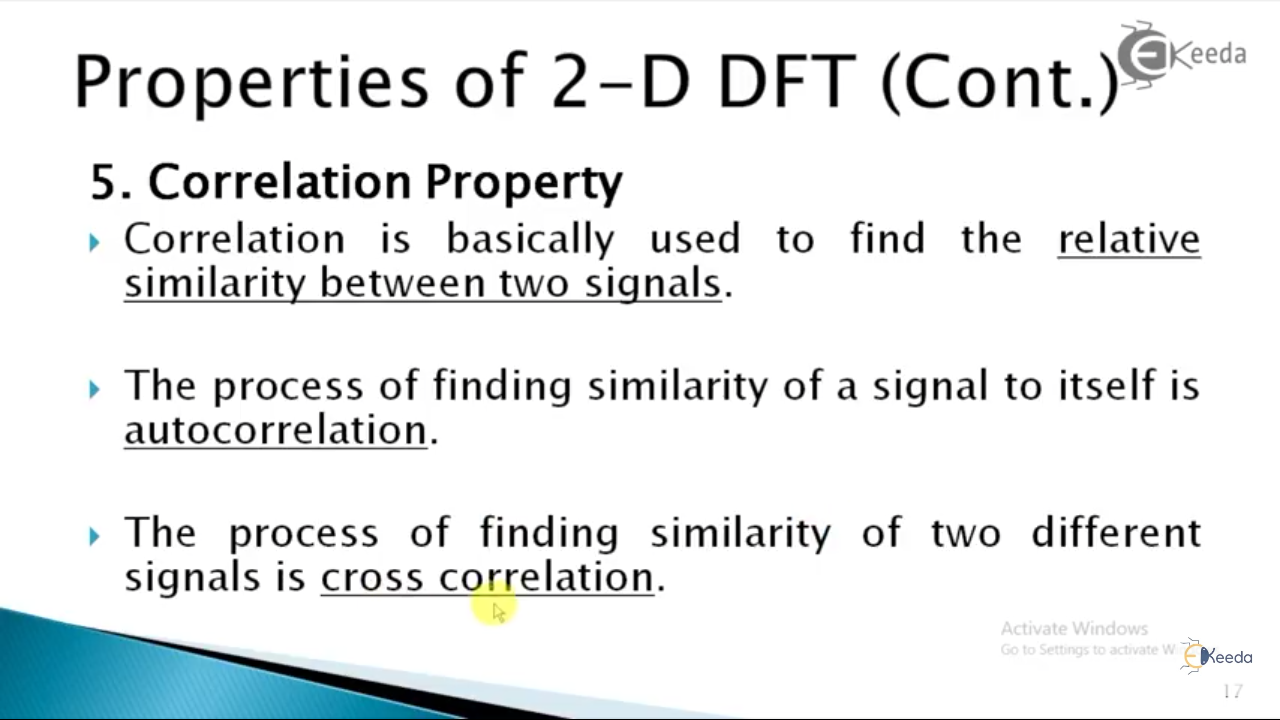 Properties of 2-D DFT (Cont.)
EKeeda
5. Correlation Property
Correlation is basically used to find the relative
similarity between two signals.
The process of finding similarity of a signal to itself is
autocorrelation.
The process of finding similarity of two different
signals is cross correlation.
Activate Windows
Go to Settings to activate W
EKeeda
17